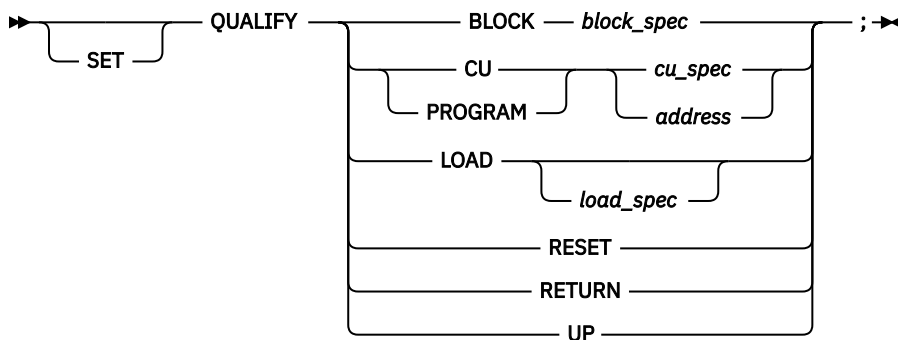 QUALIFY BLOCK block_spec ;
SET CU cu_spec
PROGRAM address
LOAD
load_spec
RESET
RETURN
UP